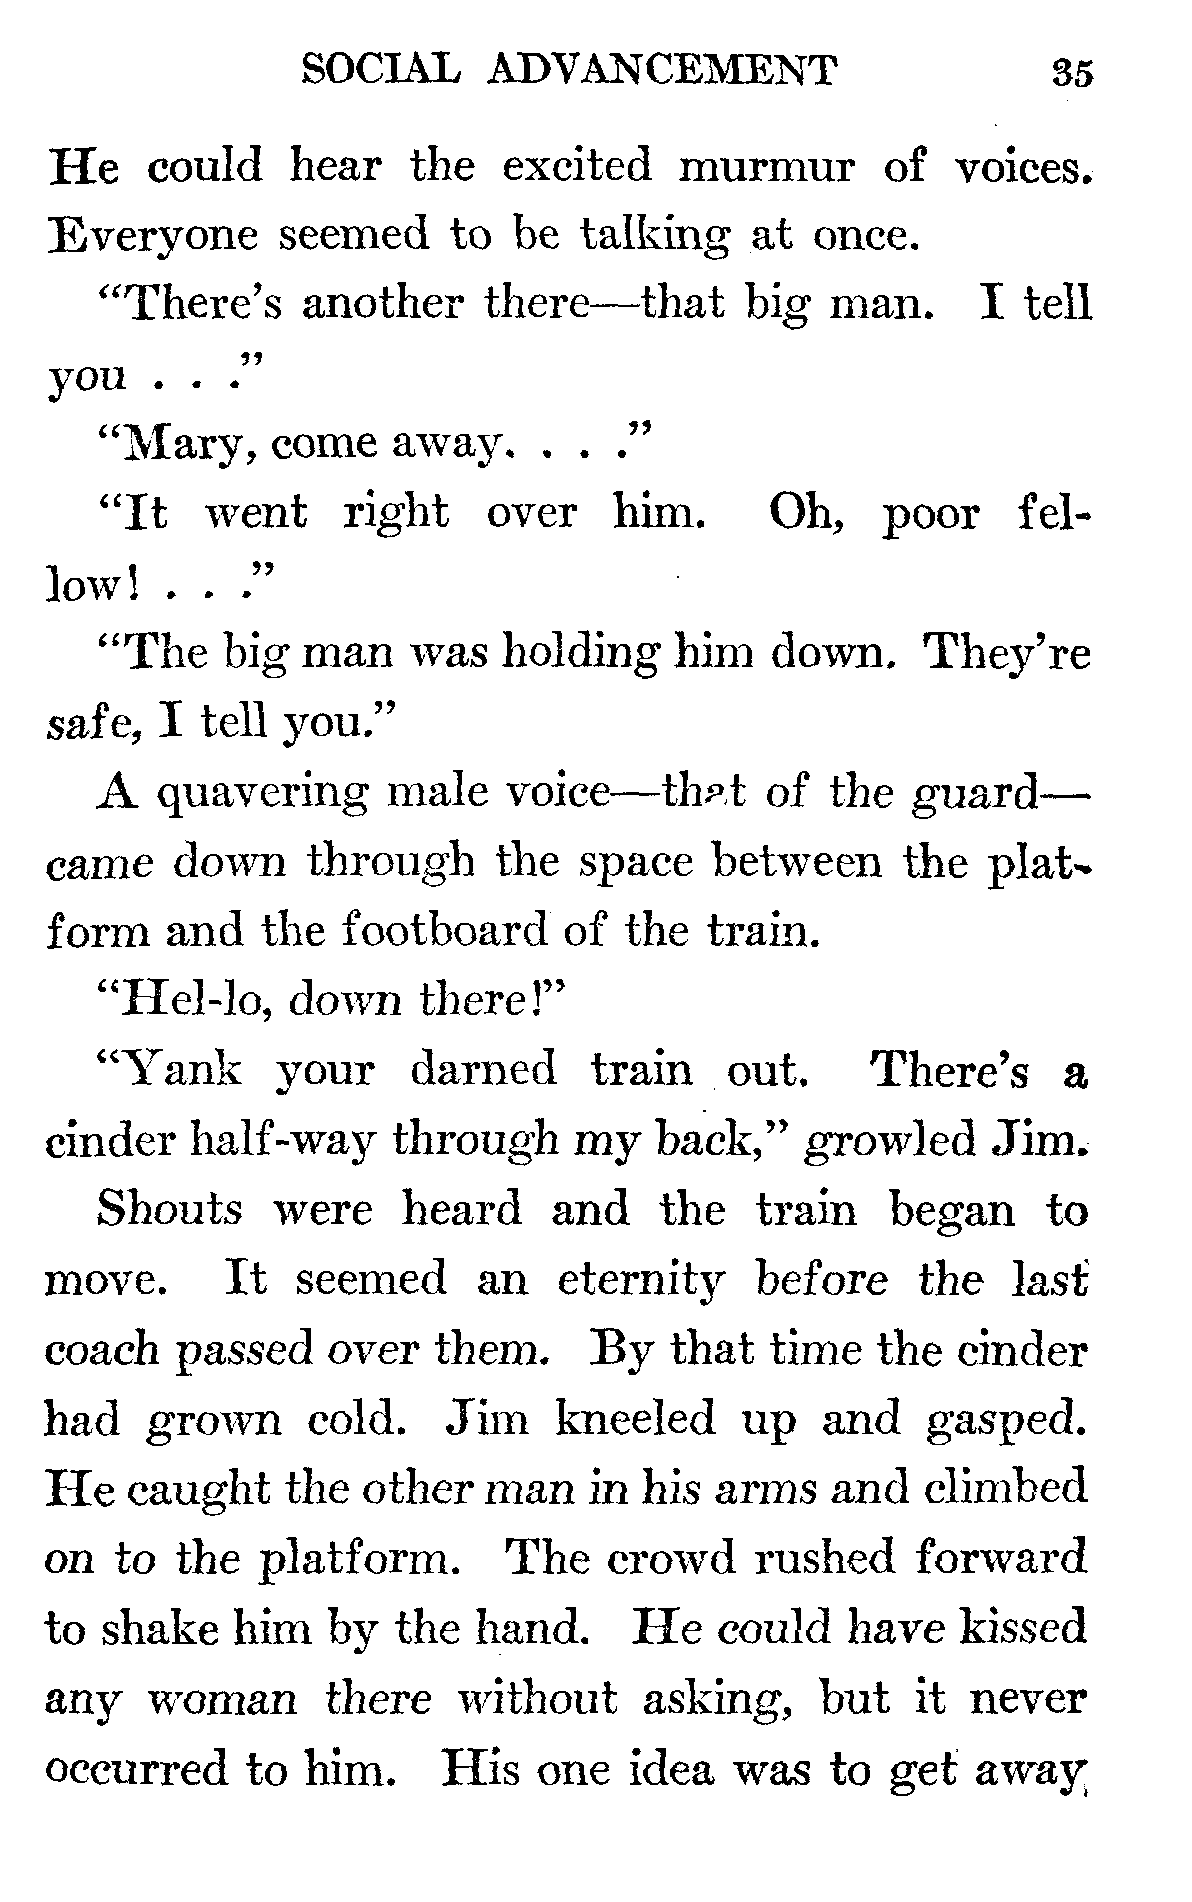 SOCIAL ADVANCEMENT 35
He could hear the excited murmur of voices.
Everyone seemed to be talking at once.
"There's another there—that big man. I tell
you . . ."
"Mary, come away. . . ."
"It went right over him. Oh, poor fel-
low! . . ."
"The big man was holding him down. They're
safe, I tell you."
A quavering male voice—that of the guard—
came down through the space between the plat-
form and the footboard of the train.
"Hel-lo, down there!"
"Yank your darned train out. There's a
cinder half-way through my back," growled Jim.
Shouts were heard and the train began to
move. It seemed an eternity before the last
coach passed over them. By that time the cinder
had grown cold. Jim kneeled up and gasped.
He caught the other man in his arms and climbed
on to the platform. The crowd rushed forward
to shake him by the hand. He could have kissed
any woman there without asking, but it never
occurred to him. His one idea was to get away